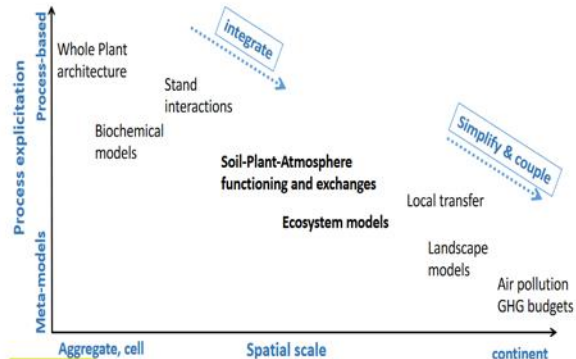 Process explicitation
Process-based
Meta-models
Whole Plant
architecture
integrate
Stand
interactions
Biochemical
models
Simplify & couple
Soil-Plant-Atmosphere
functioning and exchanges
Local transfer
Ecosystem models
Landscape
models
Air pollution
GHG budgets
Aggregate, cell
Spatial scale
continent